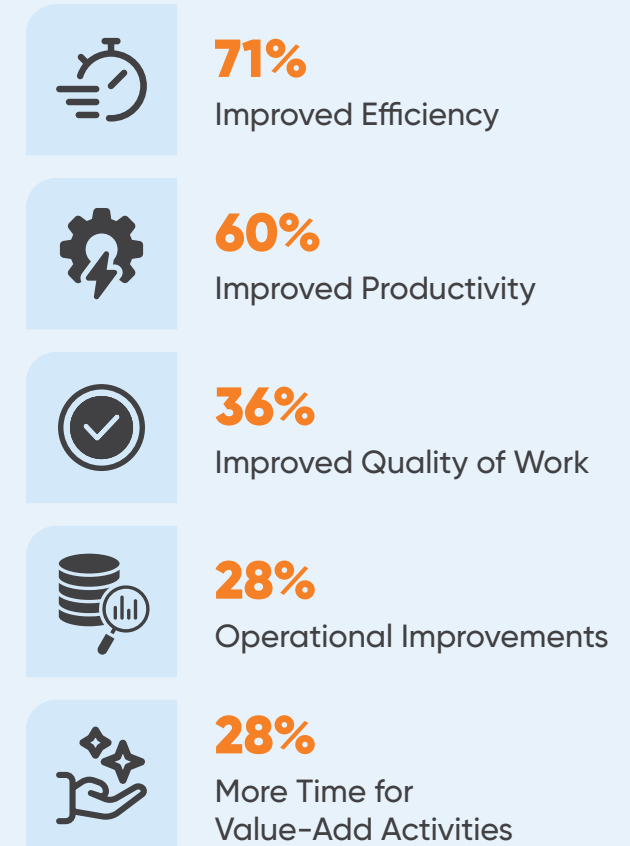 71%
Improved Efficiency
60%
Improved Productivity
36%
Improved Quality of Work
28%
Operational Improvements
28%
More Time for
Value-Add Activities